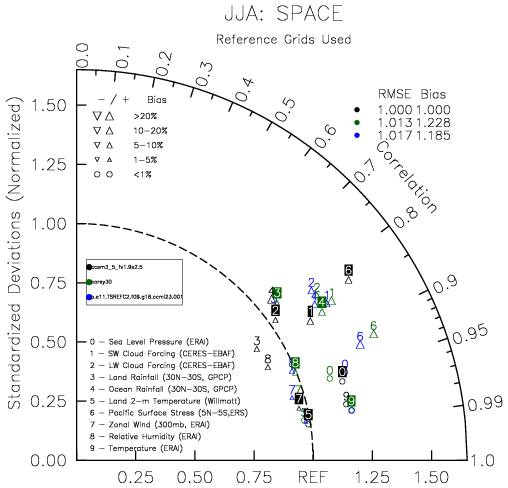 JJA: SPACE
Reference Grids Used
0.0 0.1 0.2 0.3 0.4 0.5 0.6 0.7 0.8 0.9 0.95 0.99 1.0
Correlation
RMSE Bias
1.000 1.000
1.013 1.228
1.017 1.185
- / + Bias
>20%
10-20%
5-10%
1-5%
<1%
Standardized Deviations (Normalized)
1.50
1.25
1.00
0.75
0.50
0.25
0.00
ccsm3_5_fv1.9x2.5
b.e11.TSREFC2.f09.g16.ccmi23.001
0 - Sea Level Pressure (ERAI)
1 - SW Cloud Forcing (CERES-EBAF)
2 - LW Cloud Forcing (CERES-EBAF)
3 - Land Rainfall (30N-30S, GPCP)
4 - Ocean Rainfall (30N-30S, GPCP)
5 - Land 2-m Temperature (Willmott)
6 - Pacific Surface Stress (5N-5S,ERS)
7 - Zonal Wind (300mb, ERAI)
8 - Relative Humidity (ERAI)
9 - Temperature (ERAI)
0.25 0.50 0.75 REF 1.25 1.50